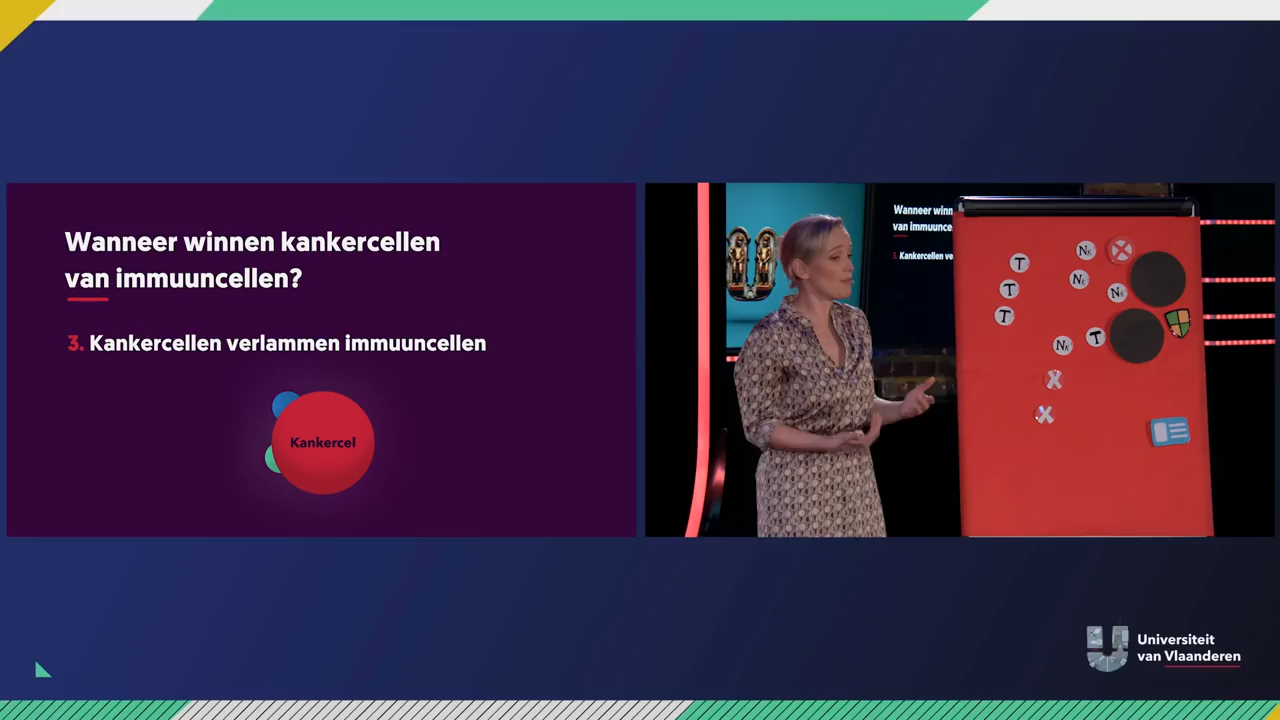 Wanneer winnen kankercellen
van immuuncellen?
3. Kankercellen verlammen immuuncellen
Kankercel
Wanneer winn
van immuunce
3. Kankercellen ve
T
T
T
NK
NK
NK
NK
T
X
X
Universiteit
van Vlaanderen